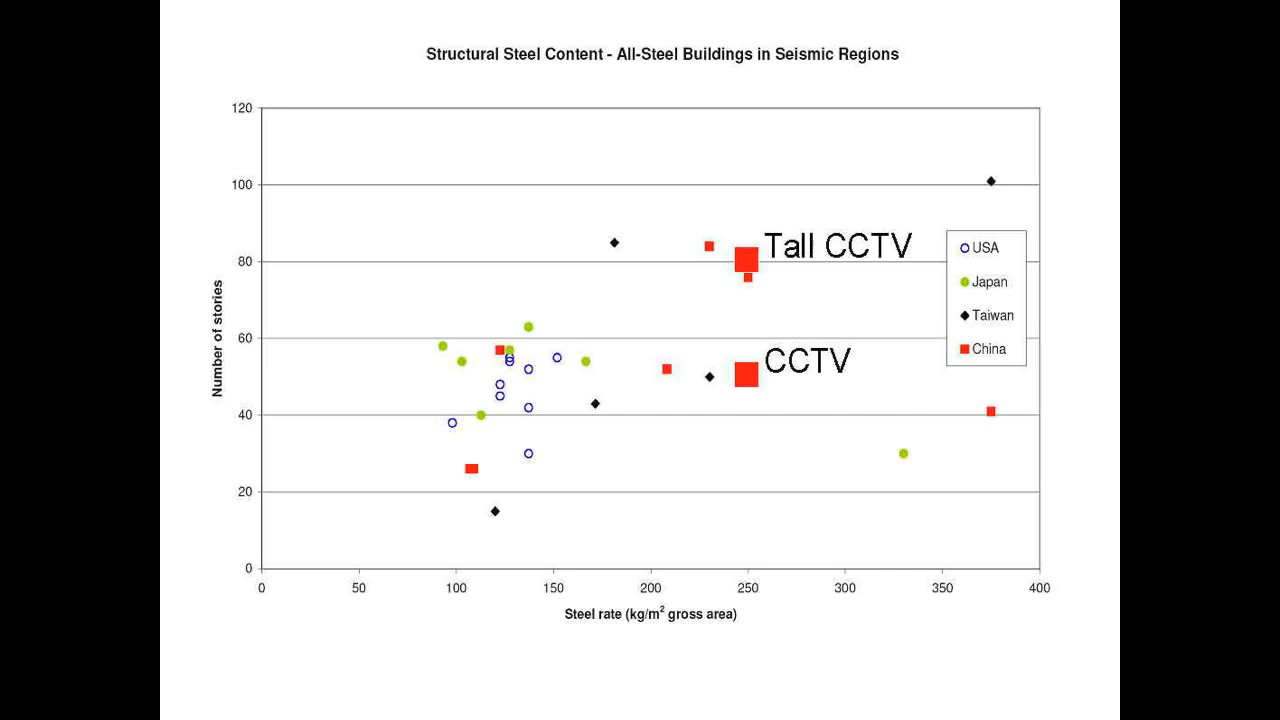 Structural Steel Content - All-Steel Buildings in Seismic Regions
120
100
80
60
40
20
0
Number of stories
Tall CCTV
CCTV
USA
Japan
Taiwan
China
0 50 100 150 200 250 300 350 400
Steel rate (kg/m² gross area)